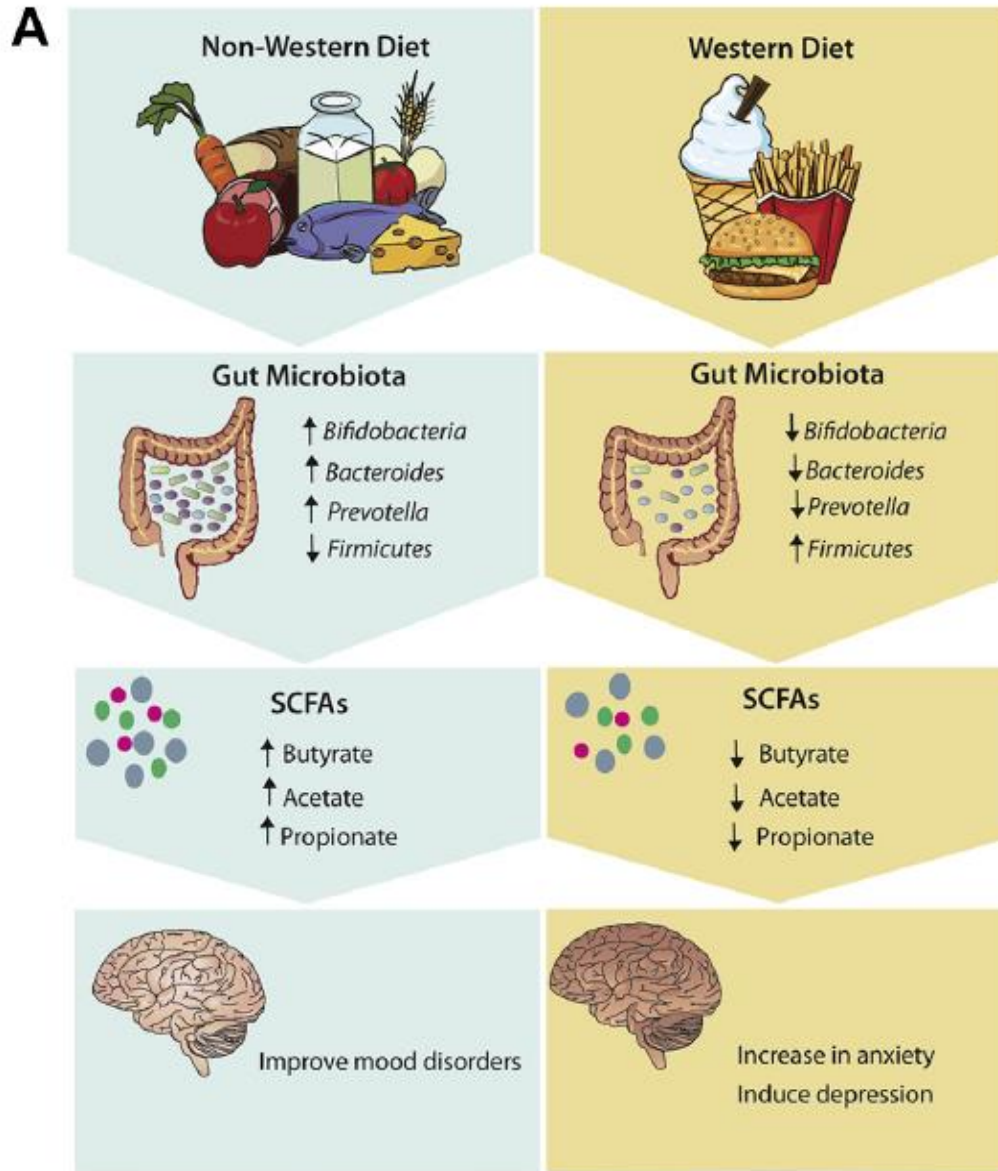 A
Non-Western Diet
Western Diet
Gut Microbiota
↑ Bifidobacteria
↑ Bacteroides
↑ Prevotella
↓ Firmicutes
Gut Microbiota
↓ Bifidobacteria
↓ Bacteroides
↓ Prevotella
↑ Firmicutes
SCFAs
↑ Butyrate
↑ Acetate
↑ Propionate
SCFAs
↓ Butyrate
↓ Acetate
↓ Propionate
Improve mood disorders
Increase in anxiety
Induce depression